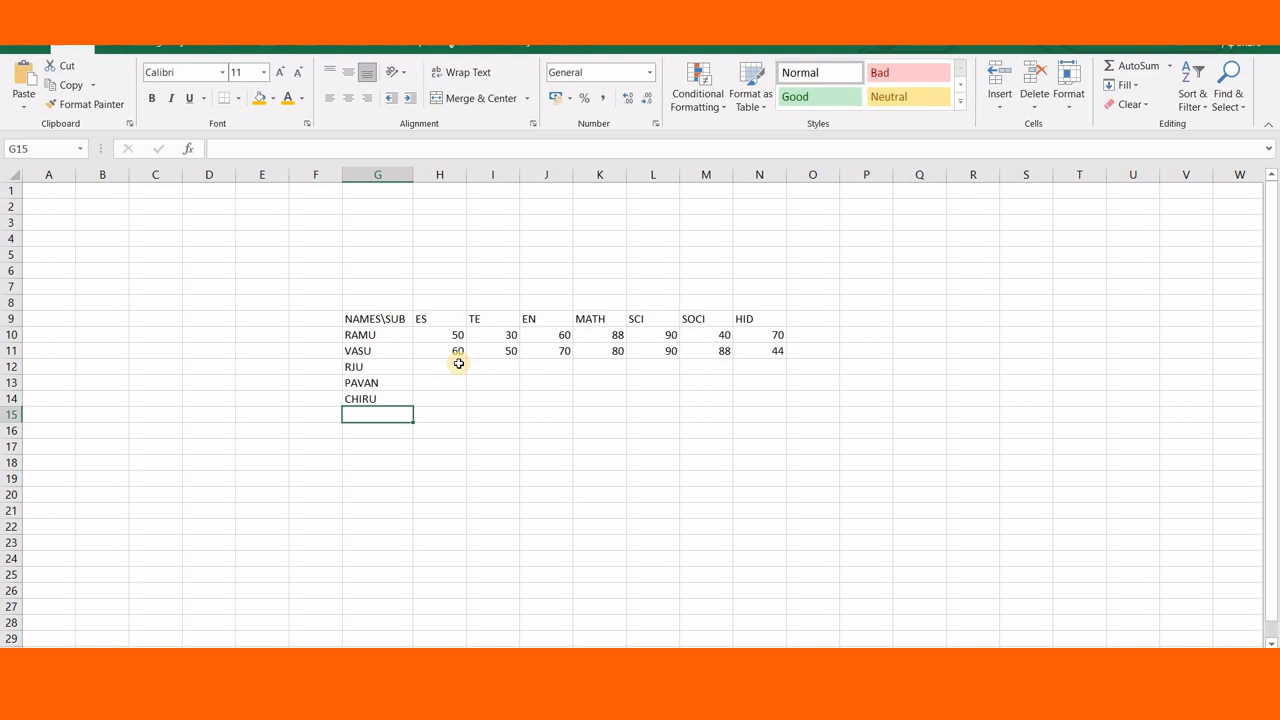 Cut
Copy
Paste
Format Painter
Clipboard
Calibri 11
B I U
Font
Wrap Text
Merge & Center
Alignment
General
%
Number
Conditional
Formatting
Format as
Table
Normal Bad
Good Neutral
Styles
Insert Delete Format
Cells
AutoSum
Fill
Clear
Sort &
Filter
Find &
Select
Editing
G15 fx
A B C D E F G H I J K L M N O P Q R S T U V W
1
2
3
4
5
6
7
8
9 NAMES\SUB ES TE EN MATH SCI SOCI HID
10 RAMU 50 30 60 88 90 40 70
11 VASU 60 50 70 80 90 88 44
12 RJU
13 PAVAN
14 CHIRU
15
16
17
18
19
20
21
22
23
24
25
26
27
28
29